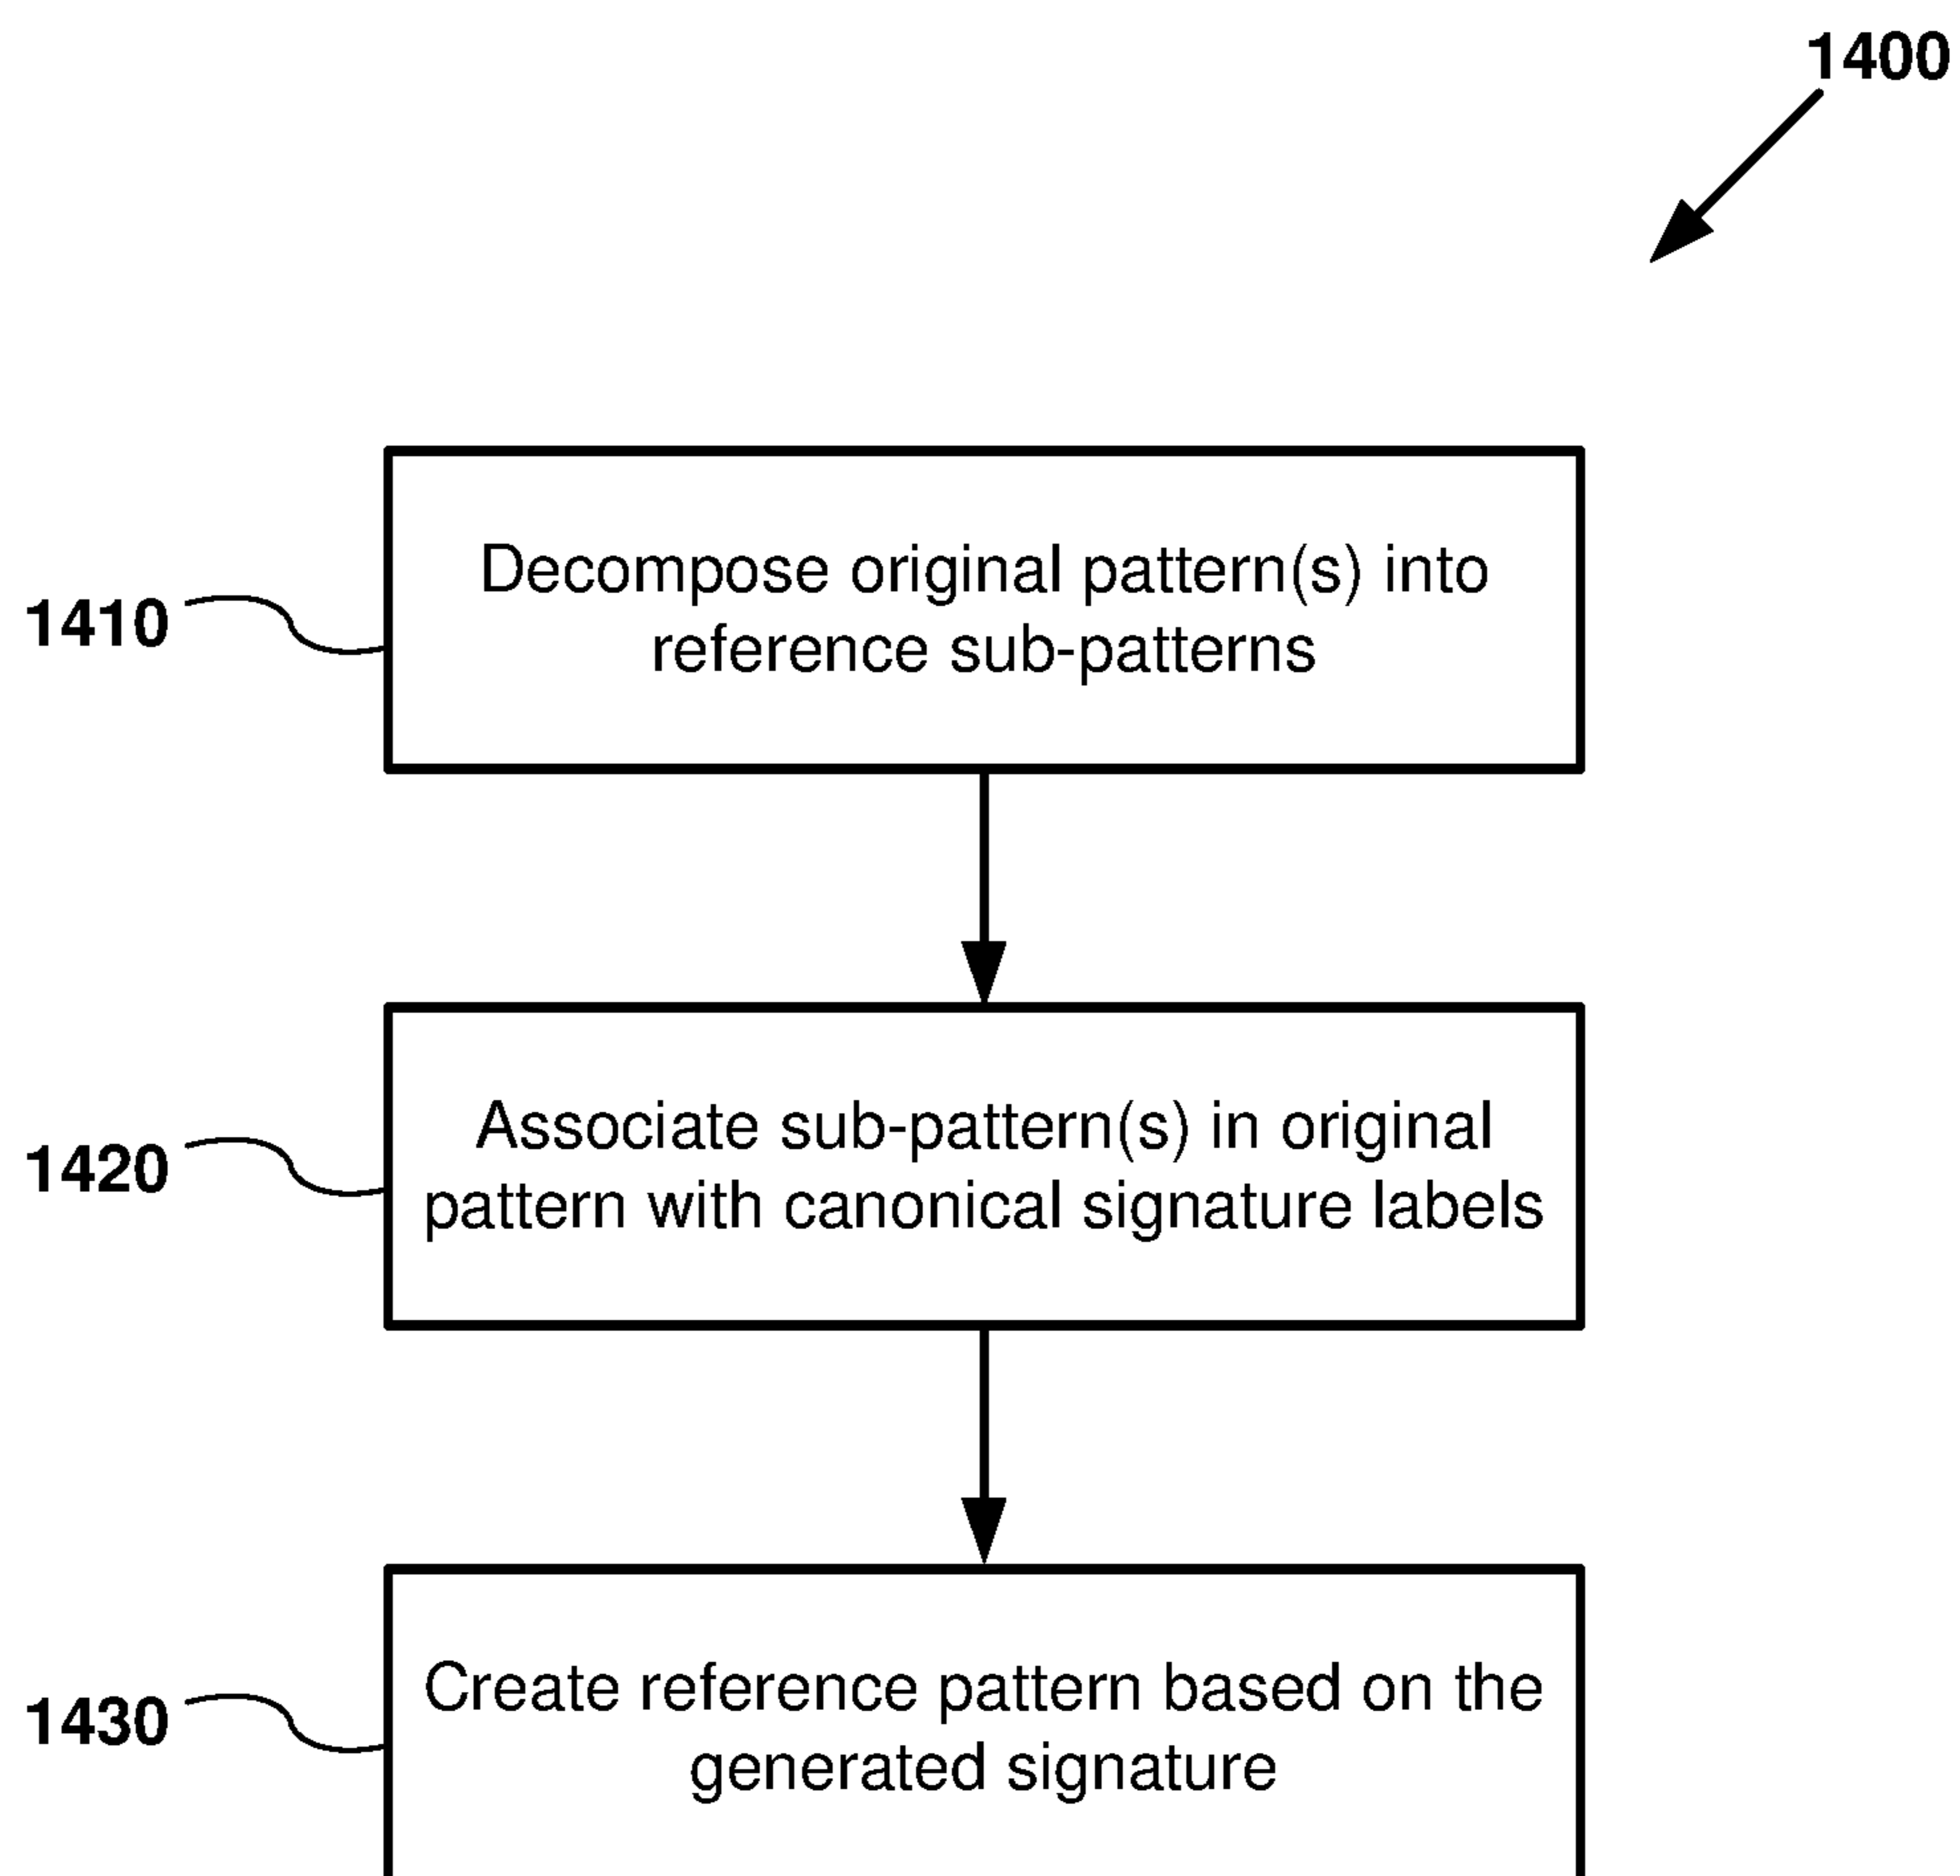 1400
1410
Decompose original pattern(s) into
reference sub-patterns
1420
Associate sub-pattern(s) in original
pattern with canonical signature labels
1430
Create reference pattern based on the
generated signature